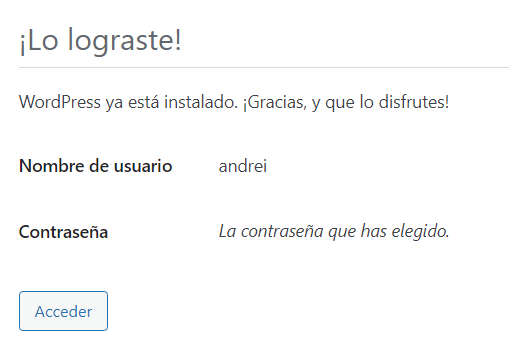 ¡Lo lograste!
WordPress ya está instalado. ¡Gracias, y que lo disfrutes!
Nombre de usuario andrei
Contraseña La contraseña que has elegido.
Acceder